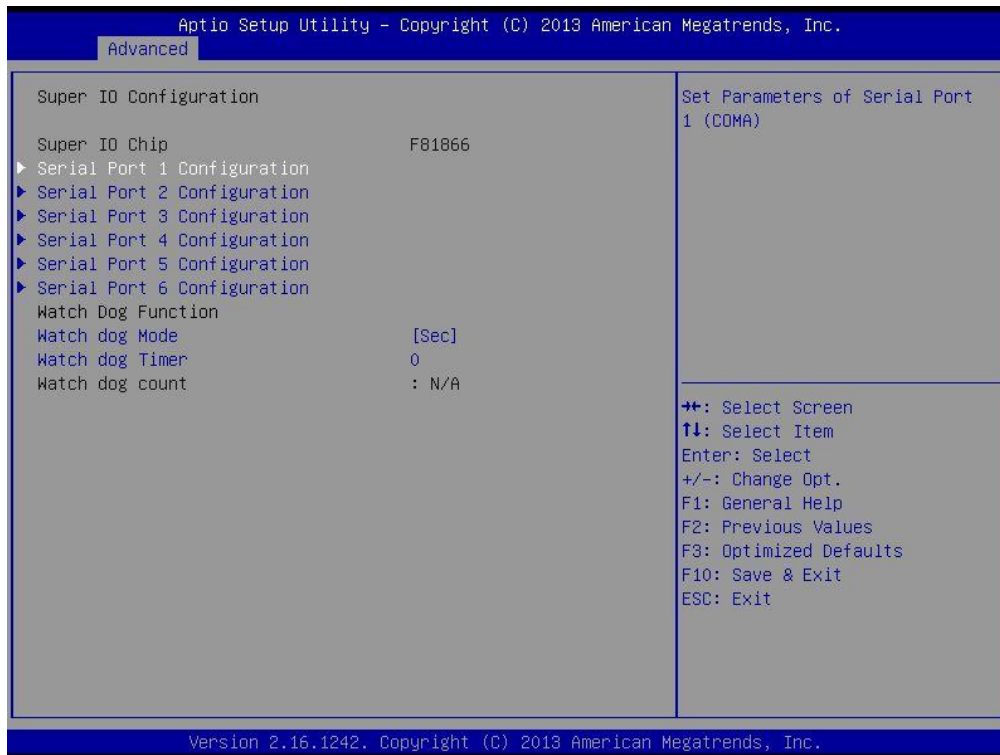 Aptio Setup Utility – Copyright (C) 2013 American Megatrends, Inc.
Advanced
Super IO Configuration
Super IO Chip F81866
Serial Port 1 Configuration
Serial Port 2 Configuration
Serial Port 3 Configuration
Serial Port 4 Configuration
Serial Port 5 Configuration
Serial Port 6 Configuration
Watch Dog Function
Watch dog Mode [Sec]
Watch dog Timer 0
Watch dog count : N/A
Set Parameters of Serial Port
1 (COMA)
→←: Select Screen
↑↓: Select Item
Enter: Select
+/-: Change Opt.
F1: General Help
F2: Previous Values
F3: Optimized Defaults
F10: Save & Exit
ESC: Exit
Version 2.16.1242. Copyright (C) 2013 American Megatrends, Inc.